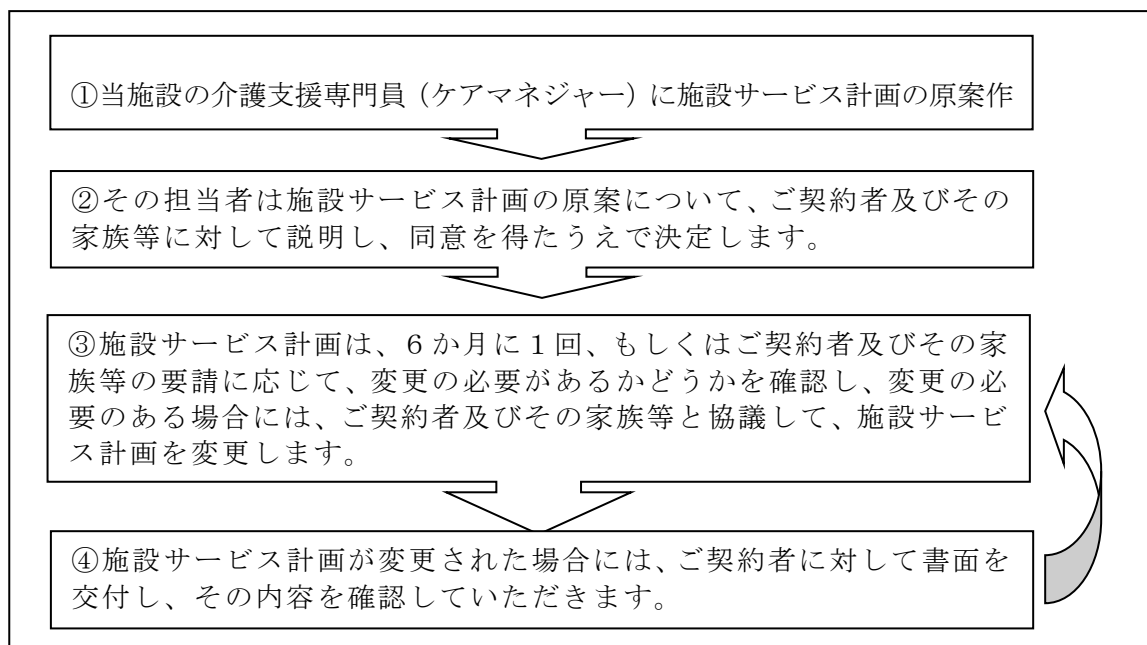 ①当施設の介護支援専門員（ケアマネジャー）に施設サービス計画の原案作
②その担当者は施設サービス計画の原案について、ご契約者及びその
家族等に対して説明し、同意を得たうえで決定します。
③施設サービス計画は、６か月に１回、もしくはご契約者及びその家
族等の要請に応じて、変更の必要があるかどうかを確認し、変更の必
要のある場合には、ご契約者及びその家族等と協議して、施設サービ
ス計画を変更します。
④施設サービス計画が変更された場合には、ご契約者に対して書面を
交付し、その内容を確認していただきます。